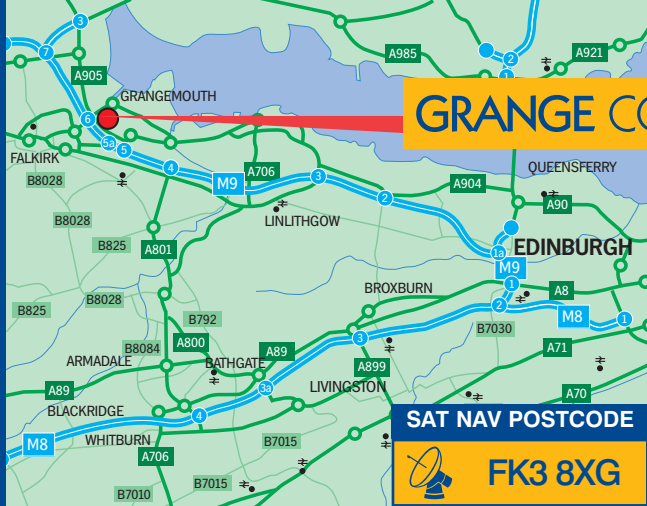 3
A985
2
A921
7
1
A905
GRANGEMOUTH
GRANGE CO
6
5a
5
FALKIRK
4
A706
3
QUEENSFERRY
B8028
M9
A904
2
A90
B8028
LINLITHGOW
B825
A801
1a
EDINBURGH
M9
BROXBURN
1
A8
B8028
B825
2
M8
1
B792
B7030
A800
3
B8084
A89
A71
ARMADALE
BATHGATE
A899
A89
3a
LIVINGSTON
A70
BLACKRIDGE
4
SAT NAV POSTCODE
M8
WHITBURN
B7015
A706
FK3 8XG
B7015
B7010